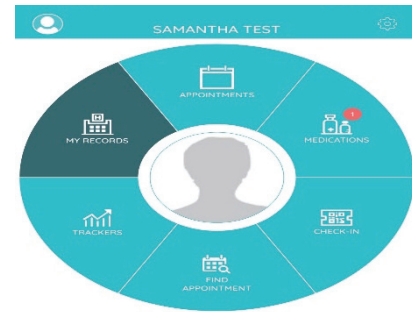 SAMANTHA TEST
APPOINTMENTS
MY RECORDS
1
MEDICATIONS
TRACKERS
CHECK-IN
FIND
APPOINTMENT